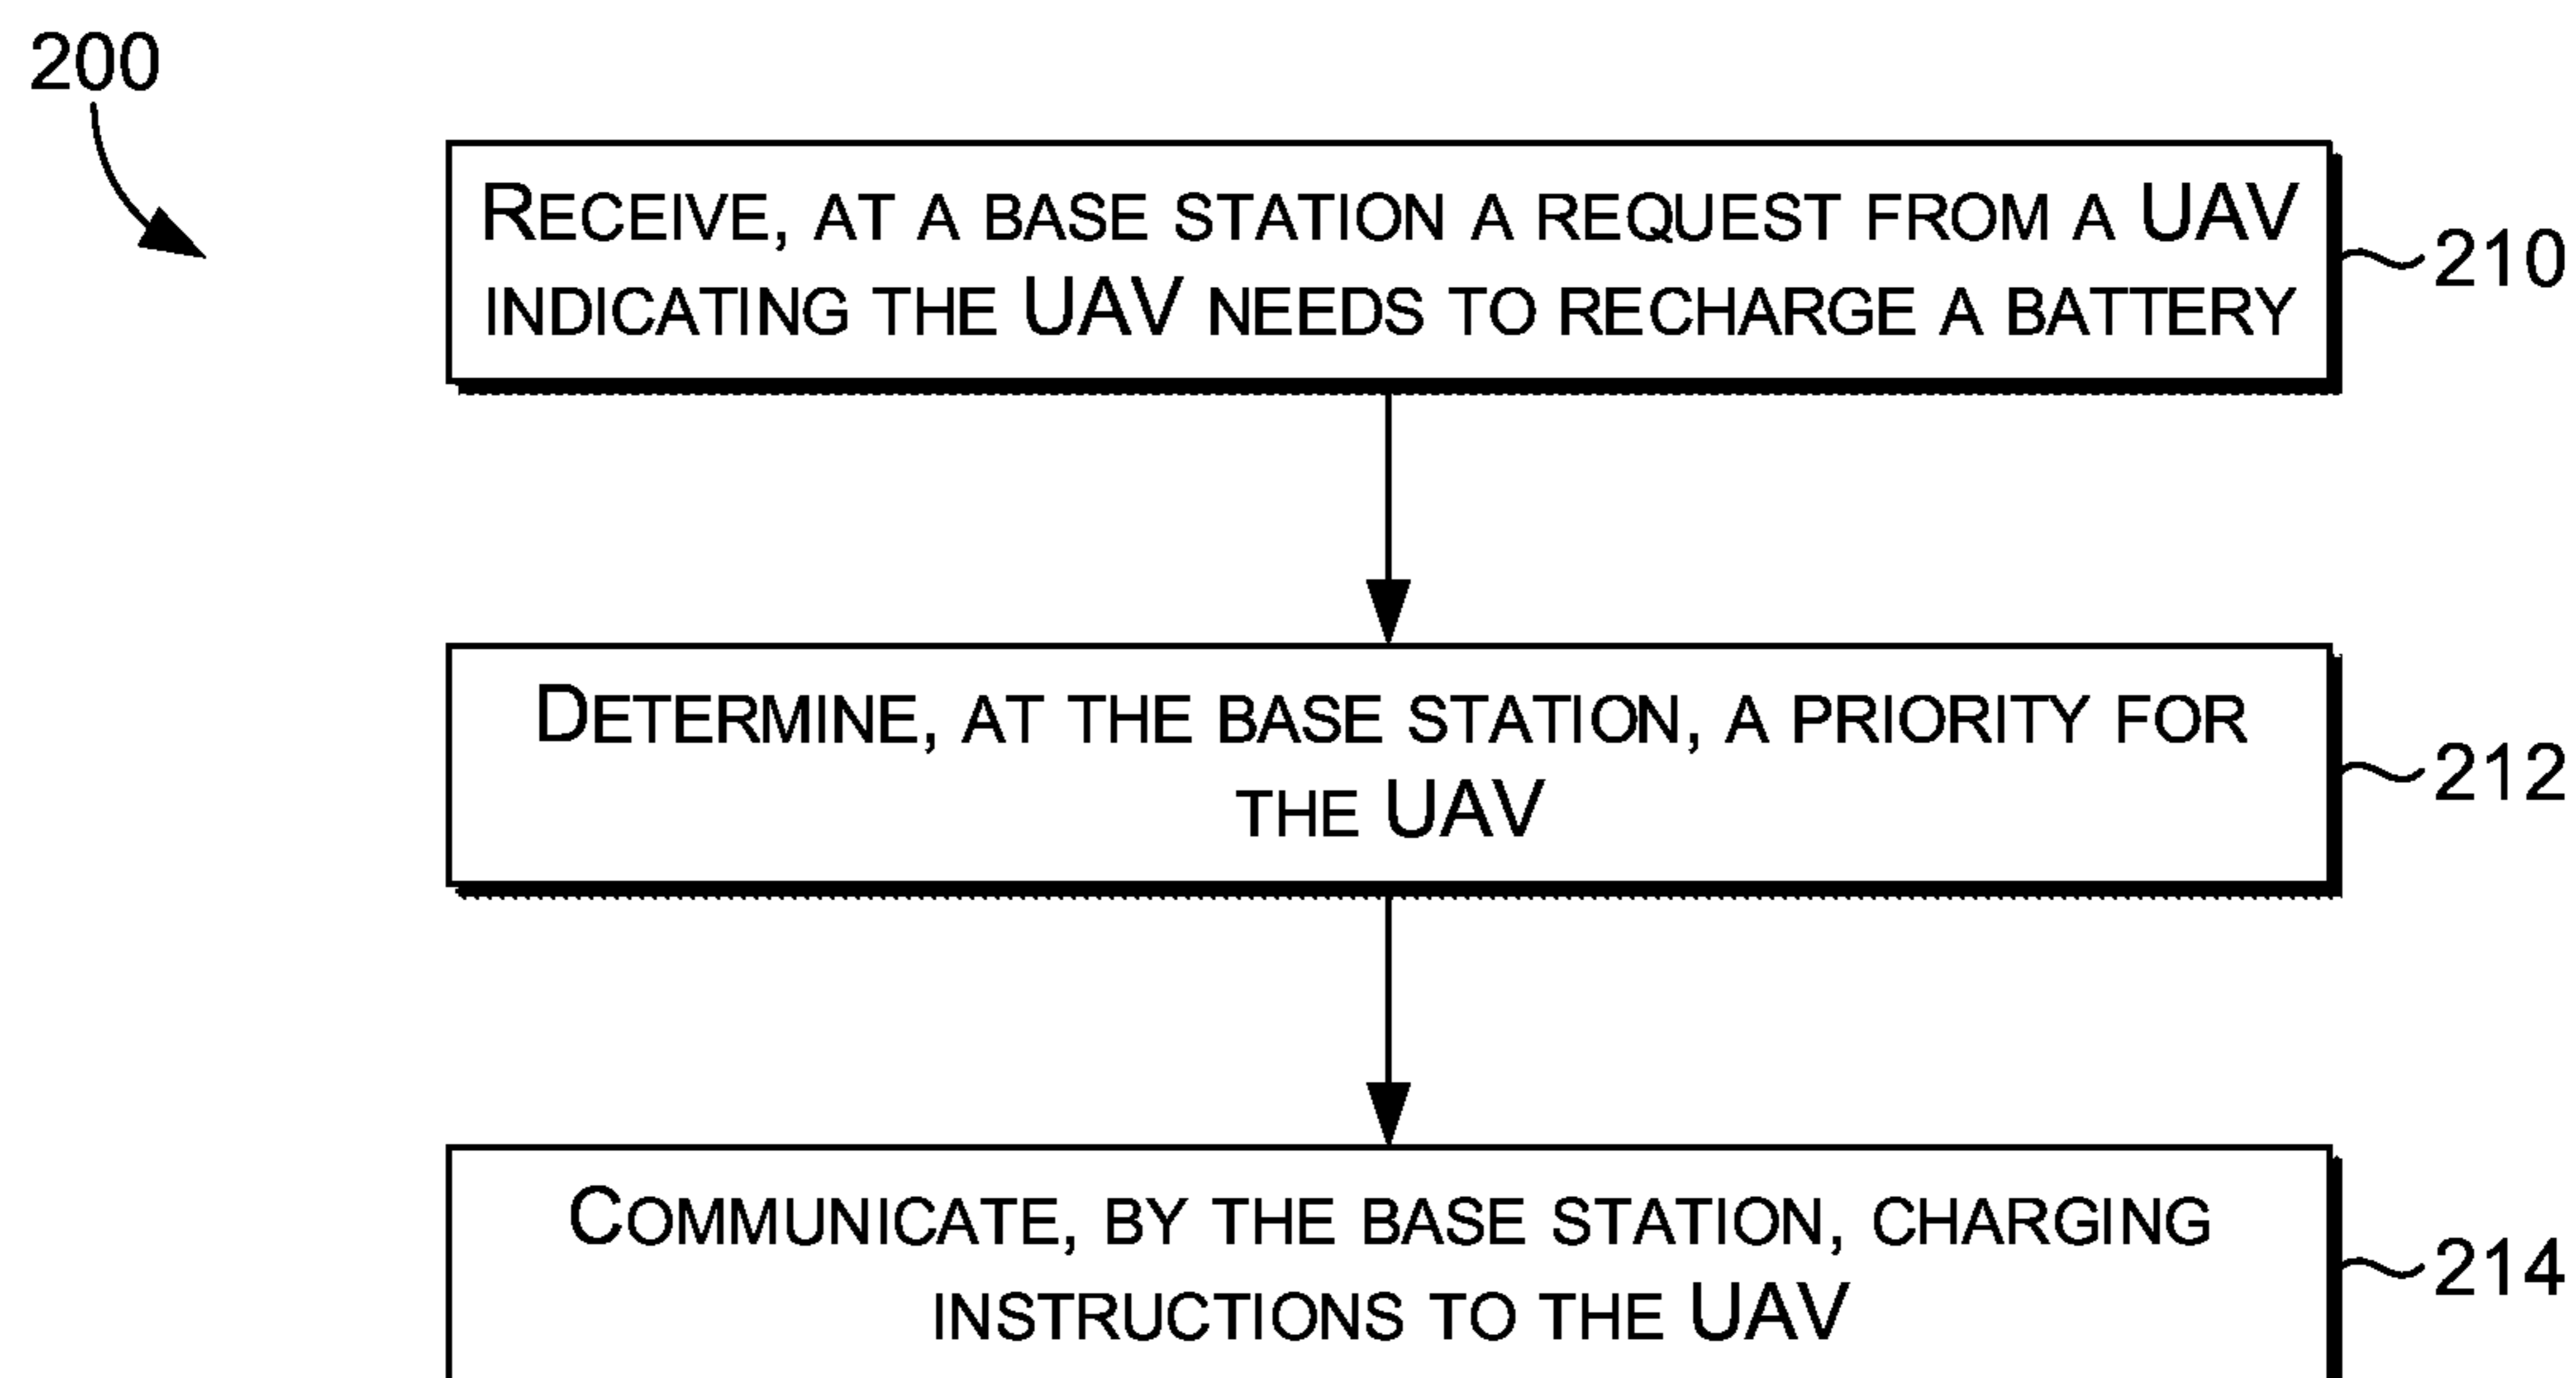 200
RECEIVE, AT A BASE STATION A REQUEST FROM A UAV
INDICATING THE UAV NEEDS TO RECHARGE A BATTERY
210
DETERMINE, AT THE BASE STATION, A PRIORITY FOR
THE UAV
212
COMMUNICATE, BY THE BASE STATION, CHARGING
INSTRUCTIONS TO THE UAV
214